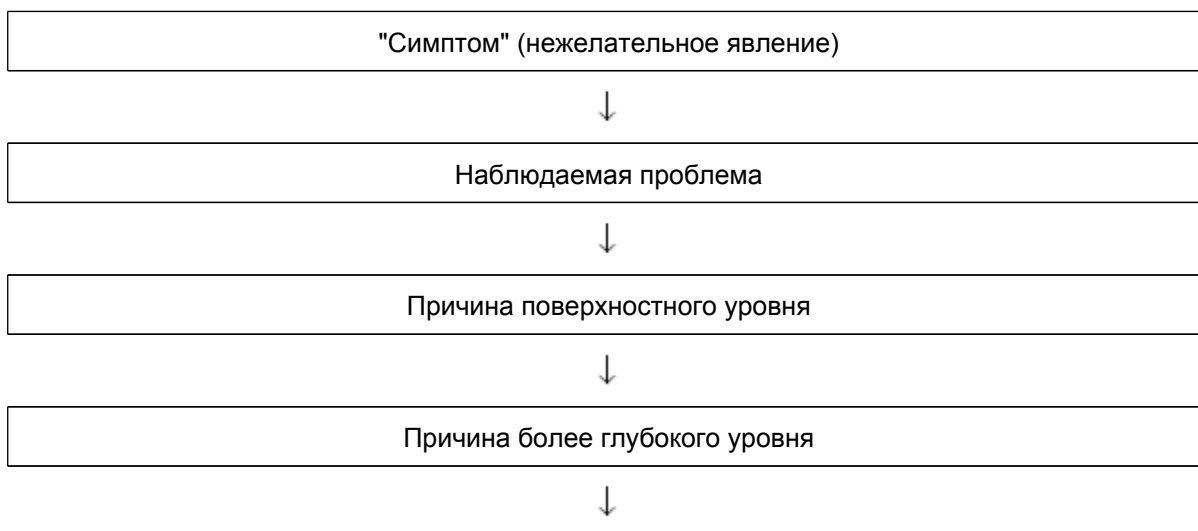 "Симптом" (нежелательное явление)
↓
Наблюдаемая проблема
↓
Причина поверхностного уровня
↓
Причина более глубокого уровня
↓